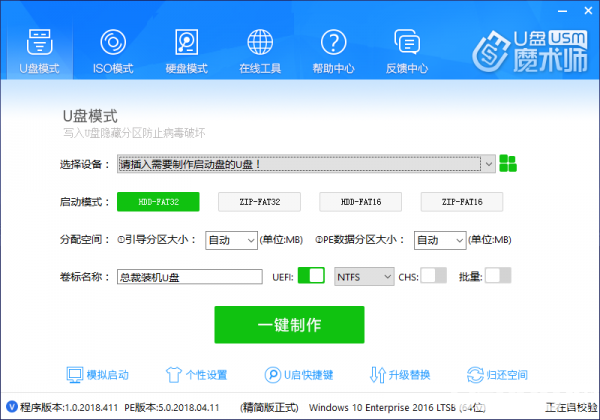 U盘模式 ISO模式 硬盘模式 在线工具 帮助中心 反馈中心
U盘USM
魔术师
U盘模式
写入U盘隐藏分区防止病毒破坏
选择设备： 请插入需要制作启动盘的U盘！
启动模式： HDD-FAT32 ZIP-FAT32 HDD-FAT16 ZIP-FAT16
分配空间： ①引导分区大小： 自动 (单位:MB) ②PE数据分区大小： 自动 (单位:MB)
卷标名称： 总裁装机U盘 UEFI: NTFS CHS: 批量:
一键制作
模拟启动 个性设置 U启快捷键 升级替换 归还空间
程序版本:1.0.2018.411 PE版本:5.0.2018.04.11 (精简版正式) Windows 10 Enterprise 2016 LTSB (64位) 正在自校验